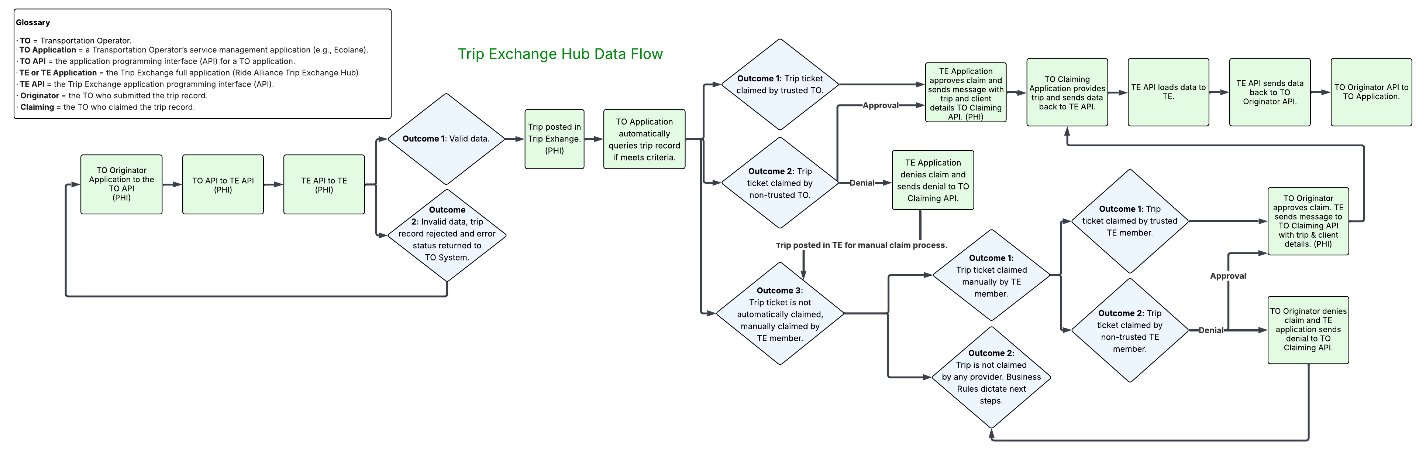 Glossary
· TO = Transportation Operator.
· TO Application = a Transportation Operator's service management application (e.g., Ecolane).
· TO API = the application programming interface (API) for a TO application.
· TE or TE Application = the Trip Exchange full application (Ride Alliance Trip Exchange Hub).
· TE API = the Trip Exchange application programming interface (API).
· Originator = the TO who submitted the trip record.
· Claiming = the TO who claimed the trip record.
Trip Exchange Hub Data Flow
TO Originator
Application to the
TO API
(PHI)
TO API to TE API
(PHI)
TE API to TE
(PHI)
Outcome 1: Valid data.
Outcome
2: Invalid data, trip
record rejected and error
status returned to
TO System.
Trip posted in
Trip Exhange.
(PHI)
TO Application
automatically
queries trip record
if meets criteria.
Outcome 1: Trip ticket
claimed by trusted TO.
Outcome 2: Trip
ticket claimed by
non-trusted TO.
Approval
Denial
TE Application
approves claim and
sends message with
trip and client
details TO Claiming
API. (PHI)
TO Claiming
Application provides
trip and sends data
back to TE API.
TE API loads data to
TE.
TE API sends data
back to TO
Originator API.
TO Originator API to
TO Application.
TE Application
denies claim and
sends denial to TO
Claiming API.
Trip posted in TE for manual claim process.
Outcome 3:
Trip ticket is not
automatically claimed,
manually claimed by
TE member.
Outcome 1:
Trip ticket claimed
manually by TE
member.
Outcome 2:
Trip is not claimed
by any provider. Business
Rules dictate next
steps.
Outcome 1: Trip
ticket claimed by trusted
TE member.
Outcome 2: Trip
ticket claimed by
non-trusted TE
member.
TO Originator
approves claim. TE
sends message to
TO Claiming API
with trip & client
details. (PHI)
Approval
Denial
TO Originator denies
claim and TE
application sends
denial to TO
Claiming API.